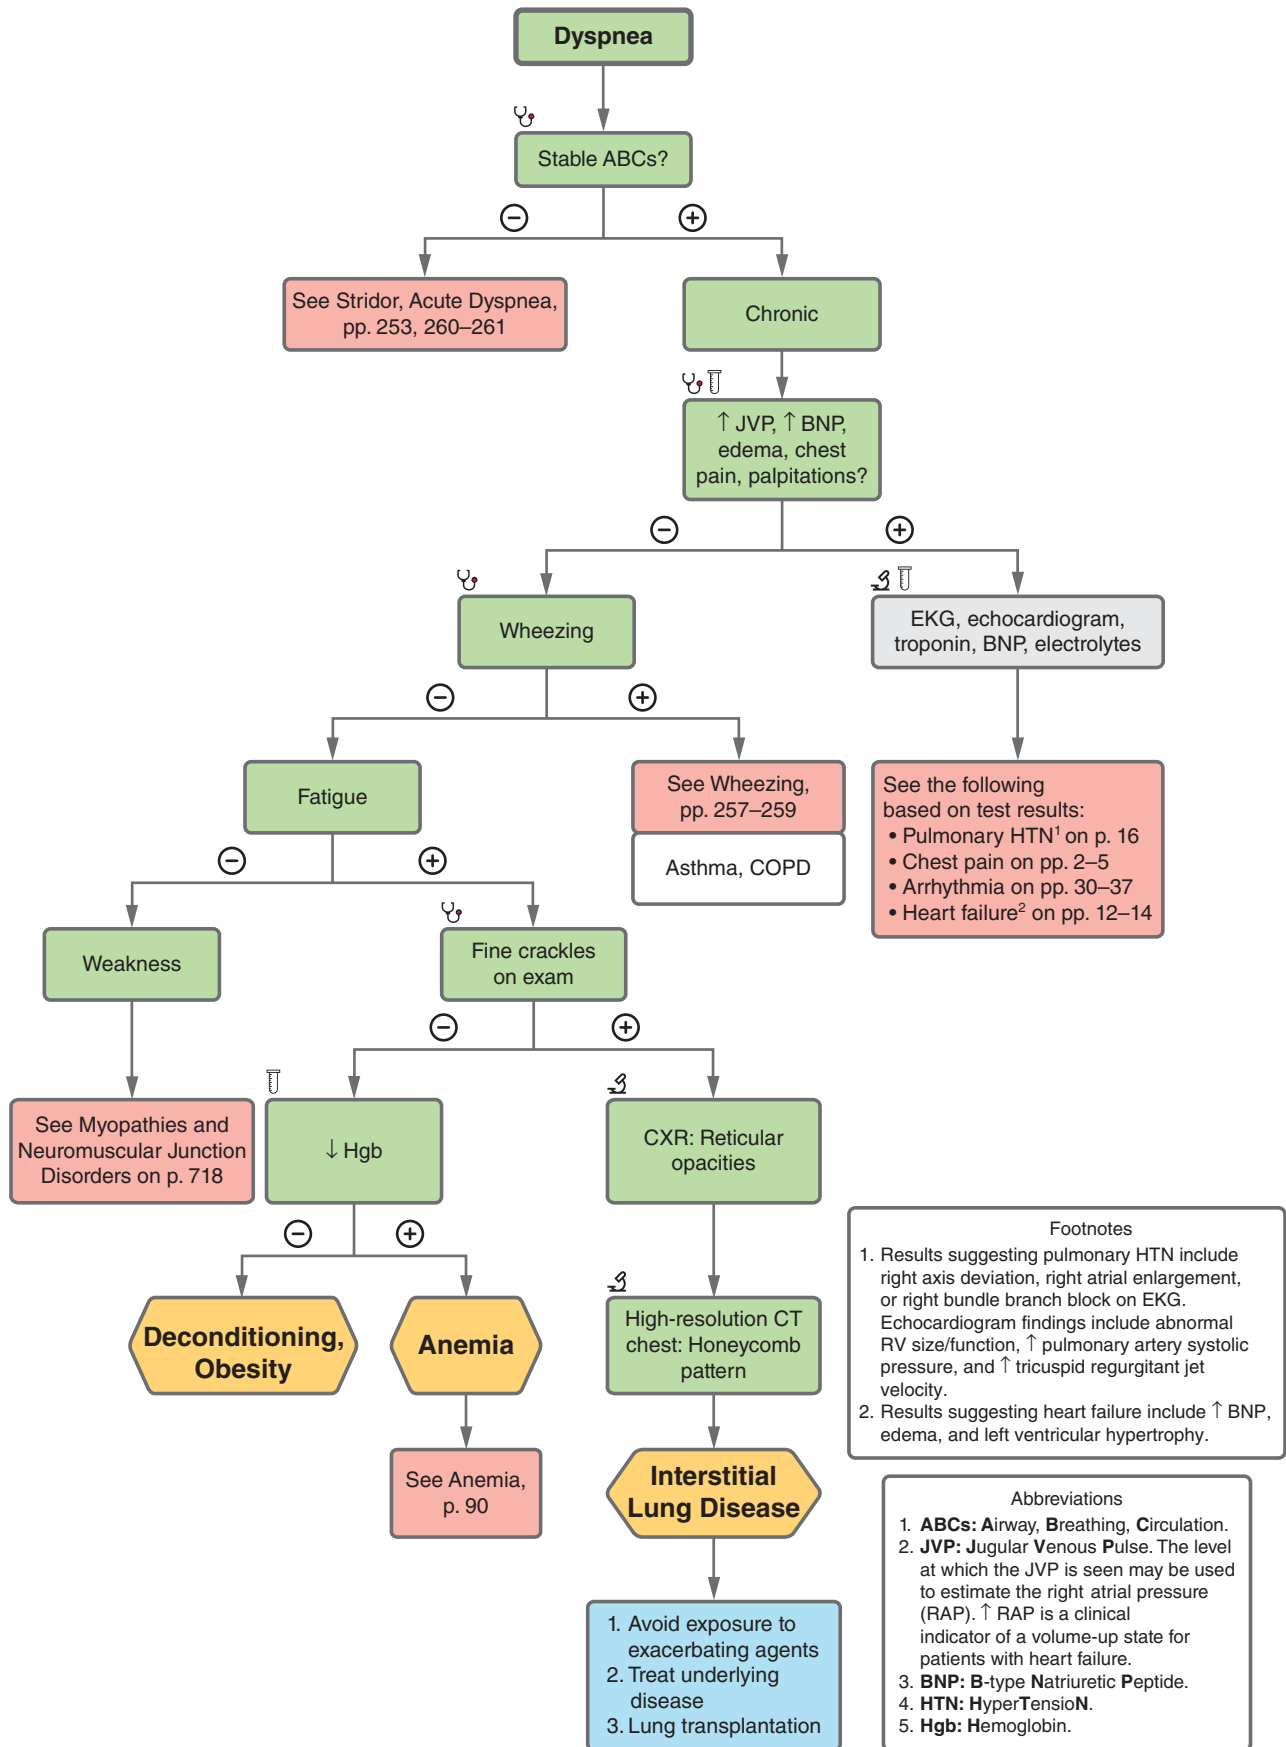 Dyspnea
Stable ABCs?
−
+
See Stridor, Acute Dyspnea,
pp. 253, 260–261
Chronic
↑ JVP, ↑ BNP,
edema, chest
pain, palpitations?
−
+
Wheezing
EKG, echocardiogram,
troponin, BNP, electrolytes
−
+
Fatigue
See Wheezing,
pp. 257–259
Asthma, COPD
See the following
based on test results:
• Pulmonary HTN¹ on p. 16
• Chest pain on pp. 2–5
• Arrhythmia on pp. 30–37
• Heart failure² on pp. 12–14
−
+
Weakness
Fine crackles
on exam
−
+
See Myopathies and
Neuromuscular Junction
Disorders on p. 718
↓ Hgb
CXR: Reticular
opacities
−
+
Deconditioning,
Obesity
Anemia
High-resolution CT
chest: Honeycomb
pattern
See Anemia,
p. 90
Interstitial
Lung Disease
1. Avoid exposure to
exacerbating agents
2. Treat underlying
disease
3. Lung transplantation
Footnotes
1. Results suggesting pulmonary HTN include
right axis deviation, right atrial enlargement,
or right bundle branch block on EKG.
Echocardiogram findings include abnormal
RV size/function, ↑ pulmonary artery systolic
pressure, and ↑ tricuspid regurgitant jet
velocity.
2. Results suggesting heart failure include ↑ BNP,
edema, and left ventricular hypertrophy.
Abbreviations
1. ABCs: Airway, Breathing, Circulation.
2. JVP: Jugular Venous Pulse. The level
at which the JVP is seen may be used
to estimate the right atrial pressure
(RAP). ↑ RAP is a clinical
indicator of a volume-up state for
patients with heart failure.
3. BNP: B-type Natriuretic Peptide.
4. HTN: HyperTensioN.
5. Hgb: Hemoglobin.